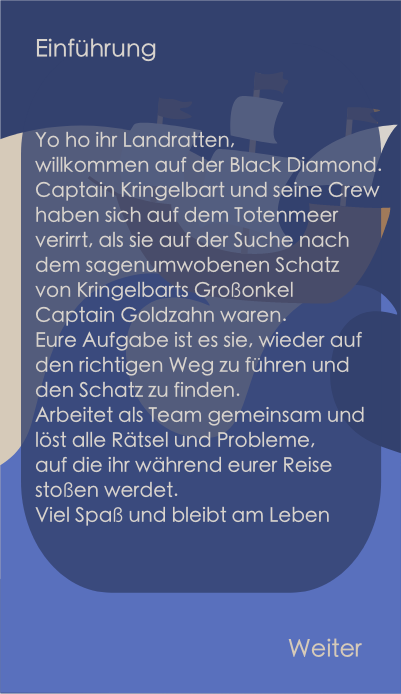 Einführung
Yo ho ihr Landratten,
willkommen auf der Black Diamond.
Captain Kringelbart und seine Crew
haben sich auf dem Totenmeer
verirrt, als sie auf der Suche nach
dem sagenumwobenen Schatz
von Kringelbarts Großonkel
Captain Goldzahn waren.
Eure Aufgabe ist es sie, wieder auf
den richtigen Weg zu führen und
den Schatz zu finden.
Arbeitet als Team gemeinsam und
löst alle Rätsel und Probleme,
auf die ihr während eurer Reise
stoßen werdet.
Viel Spaß und bleibt am Leben
Weiter